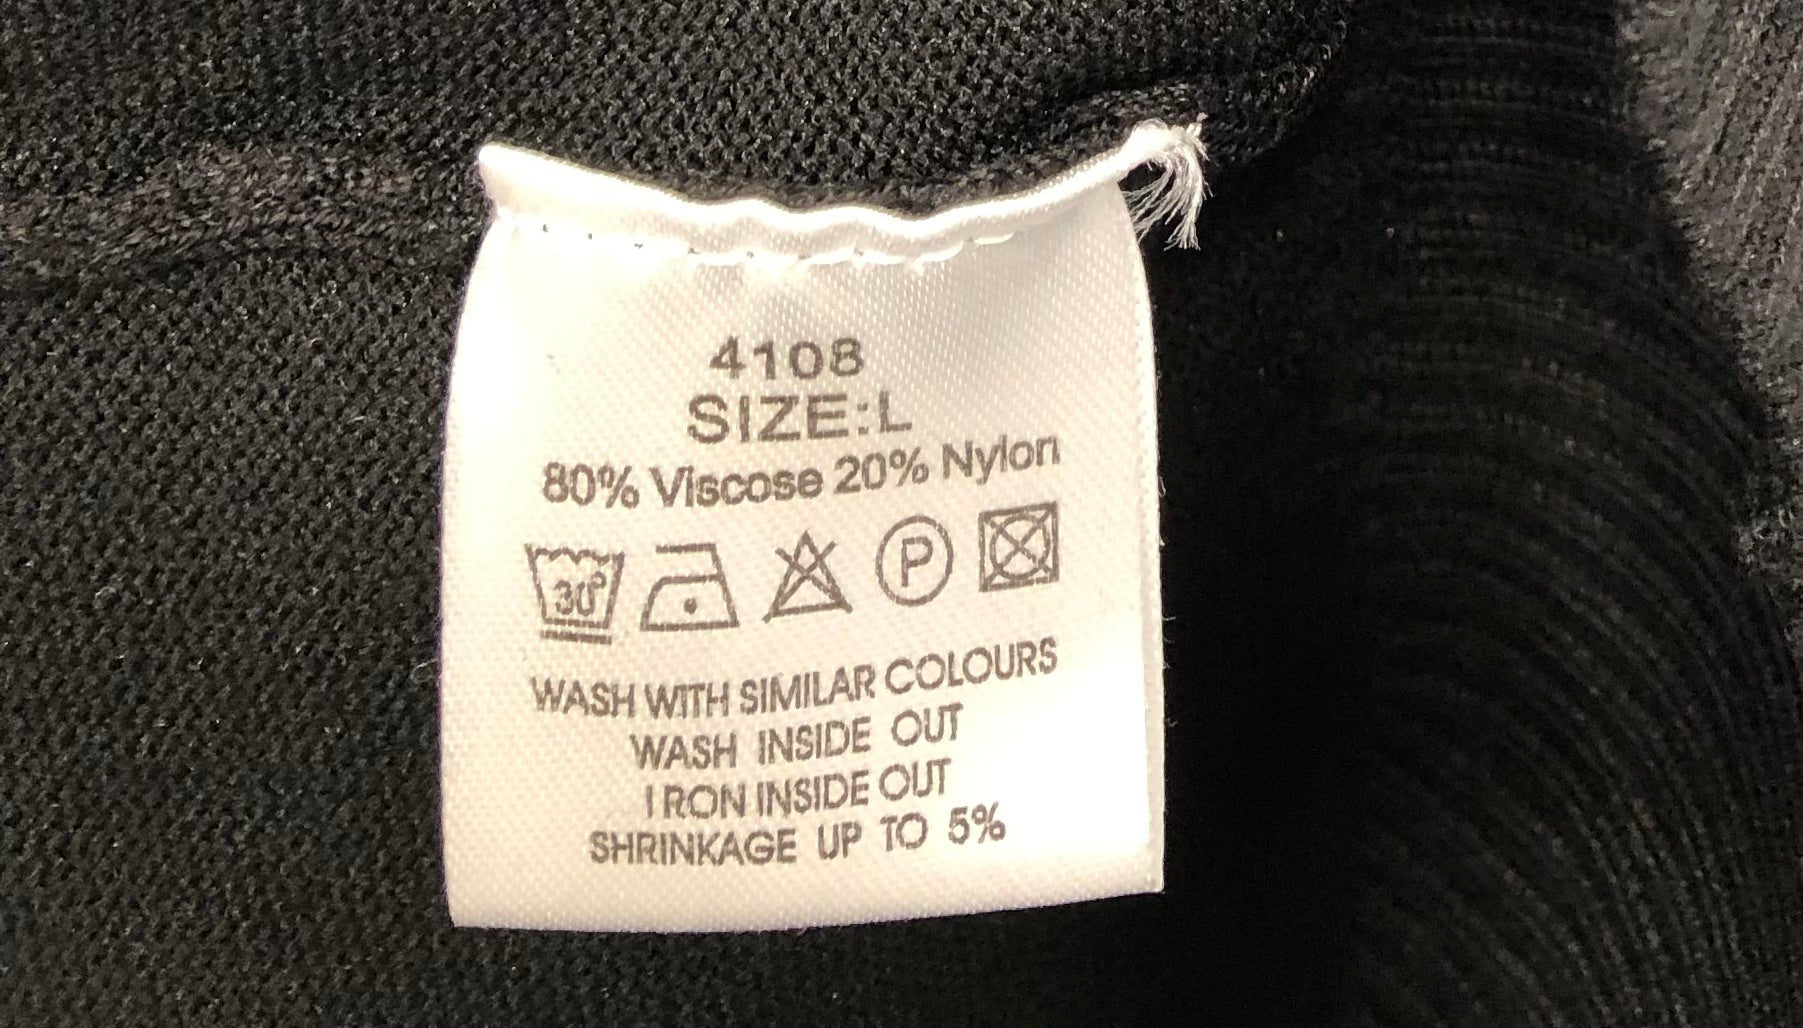 4108
SIZE:L
80% Viscose 20% Nylon
30° P
WASH WITH SIMILAR COLOURS
WASH INSIDE OUT
IRON INSIDE OUT
SHRINKAGE UP TO 5%